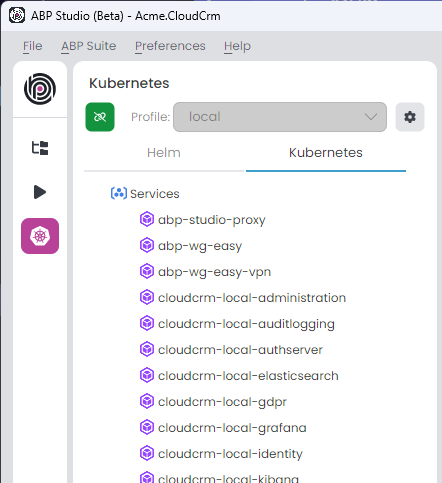 ABP Studio (Beta) - Acme.CloudCrm
File ABP Suite Preferences Help
Kubernetes
Profile: local
Helm Kubernetes
Services
abp-studio-proxy
abp-wg-easy
abp-wg-easy-vpn
cloudcrm-local-administration
cloudcrm-local-auditlogging
cloudcrm-local-authserver
cloudcrm-local-elasticsearch
cloudcrm-local-gdpr
cloudcrm-local-grafana
cloudcrm-local-identity
cloudcrm-local-kibana